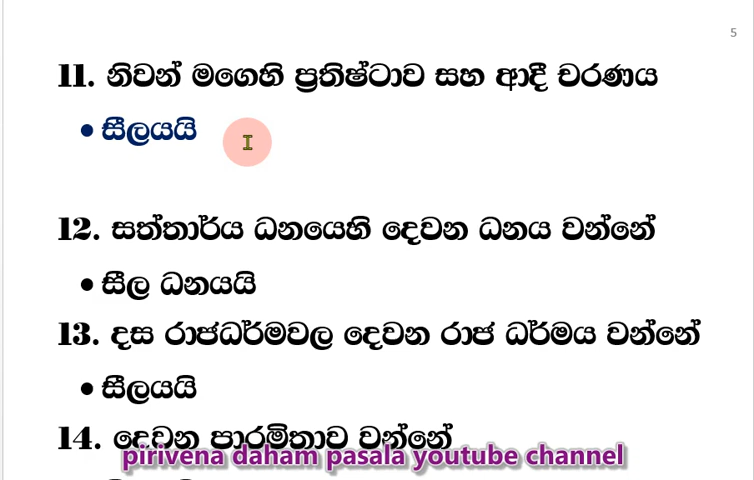 5
11. නිවන් මගෙහි ප්‍රතිෂ්ටාව සහ ආදී චරණය
• සීලයයි
12. සත්තාර්ය ධනයෙහි දෙවන ධනය වන්නේ
• සීල ධනයයි
13. දස රාජධර්මවල දෙවන රාජ ධර්මය වන්නේ
• සීලයයි
14. දෙවන පාරමිතාව වන්නේ
pirivena daham pasala youtube channel